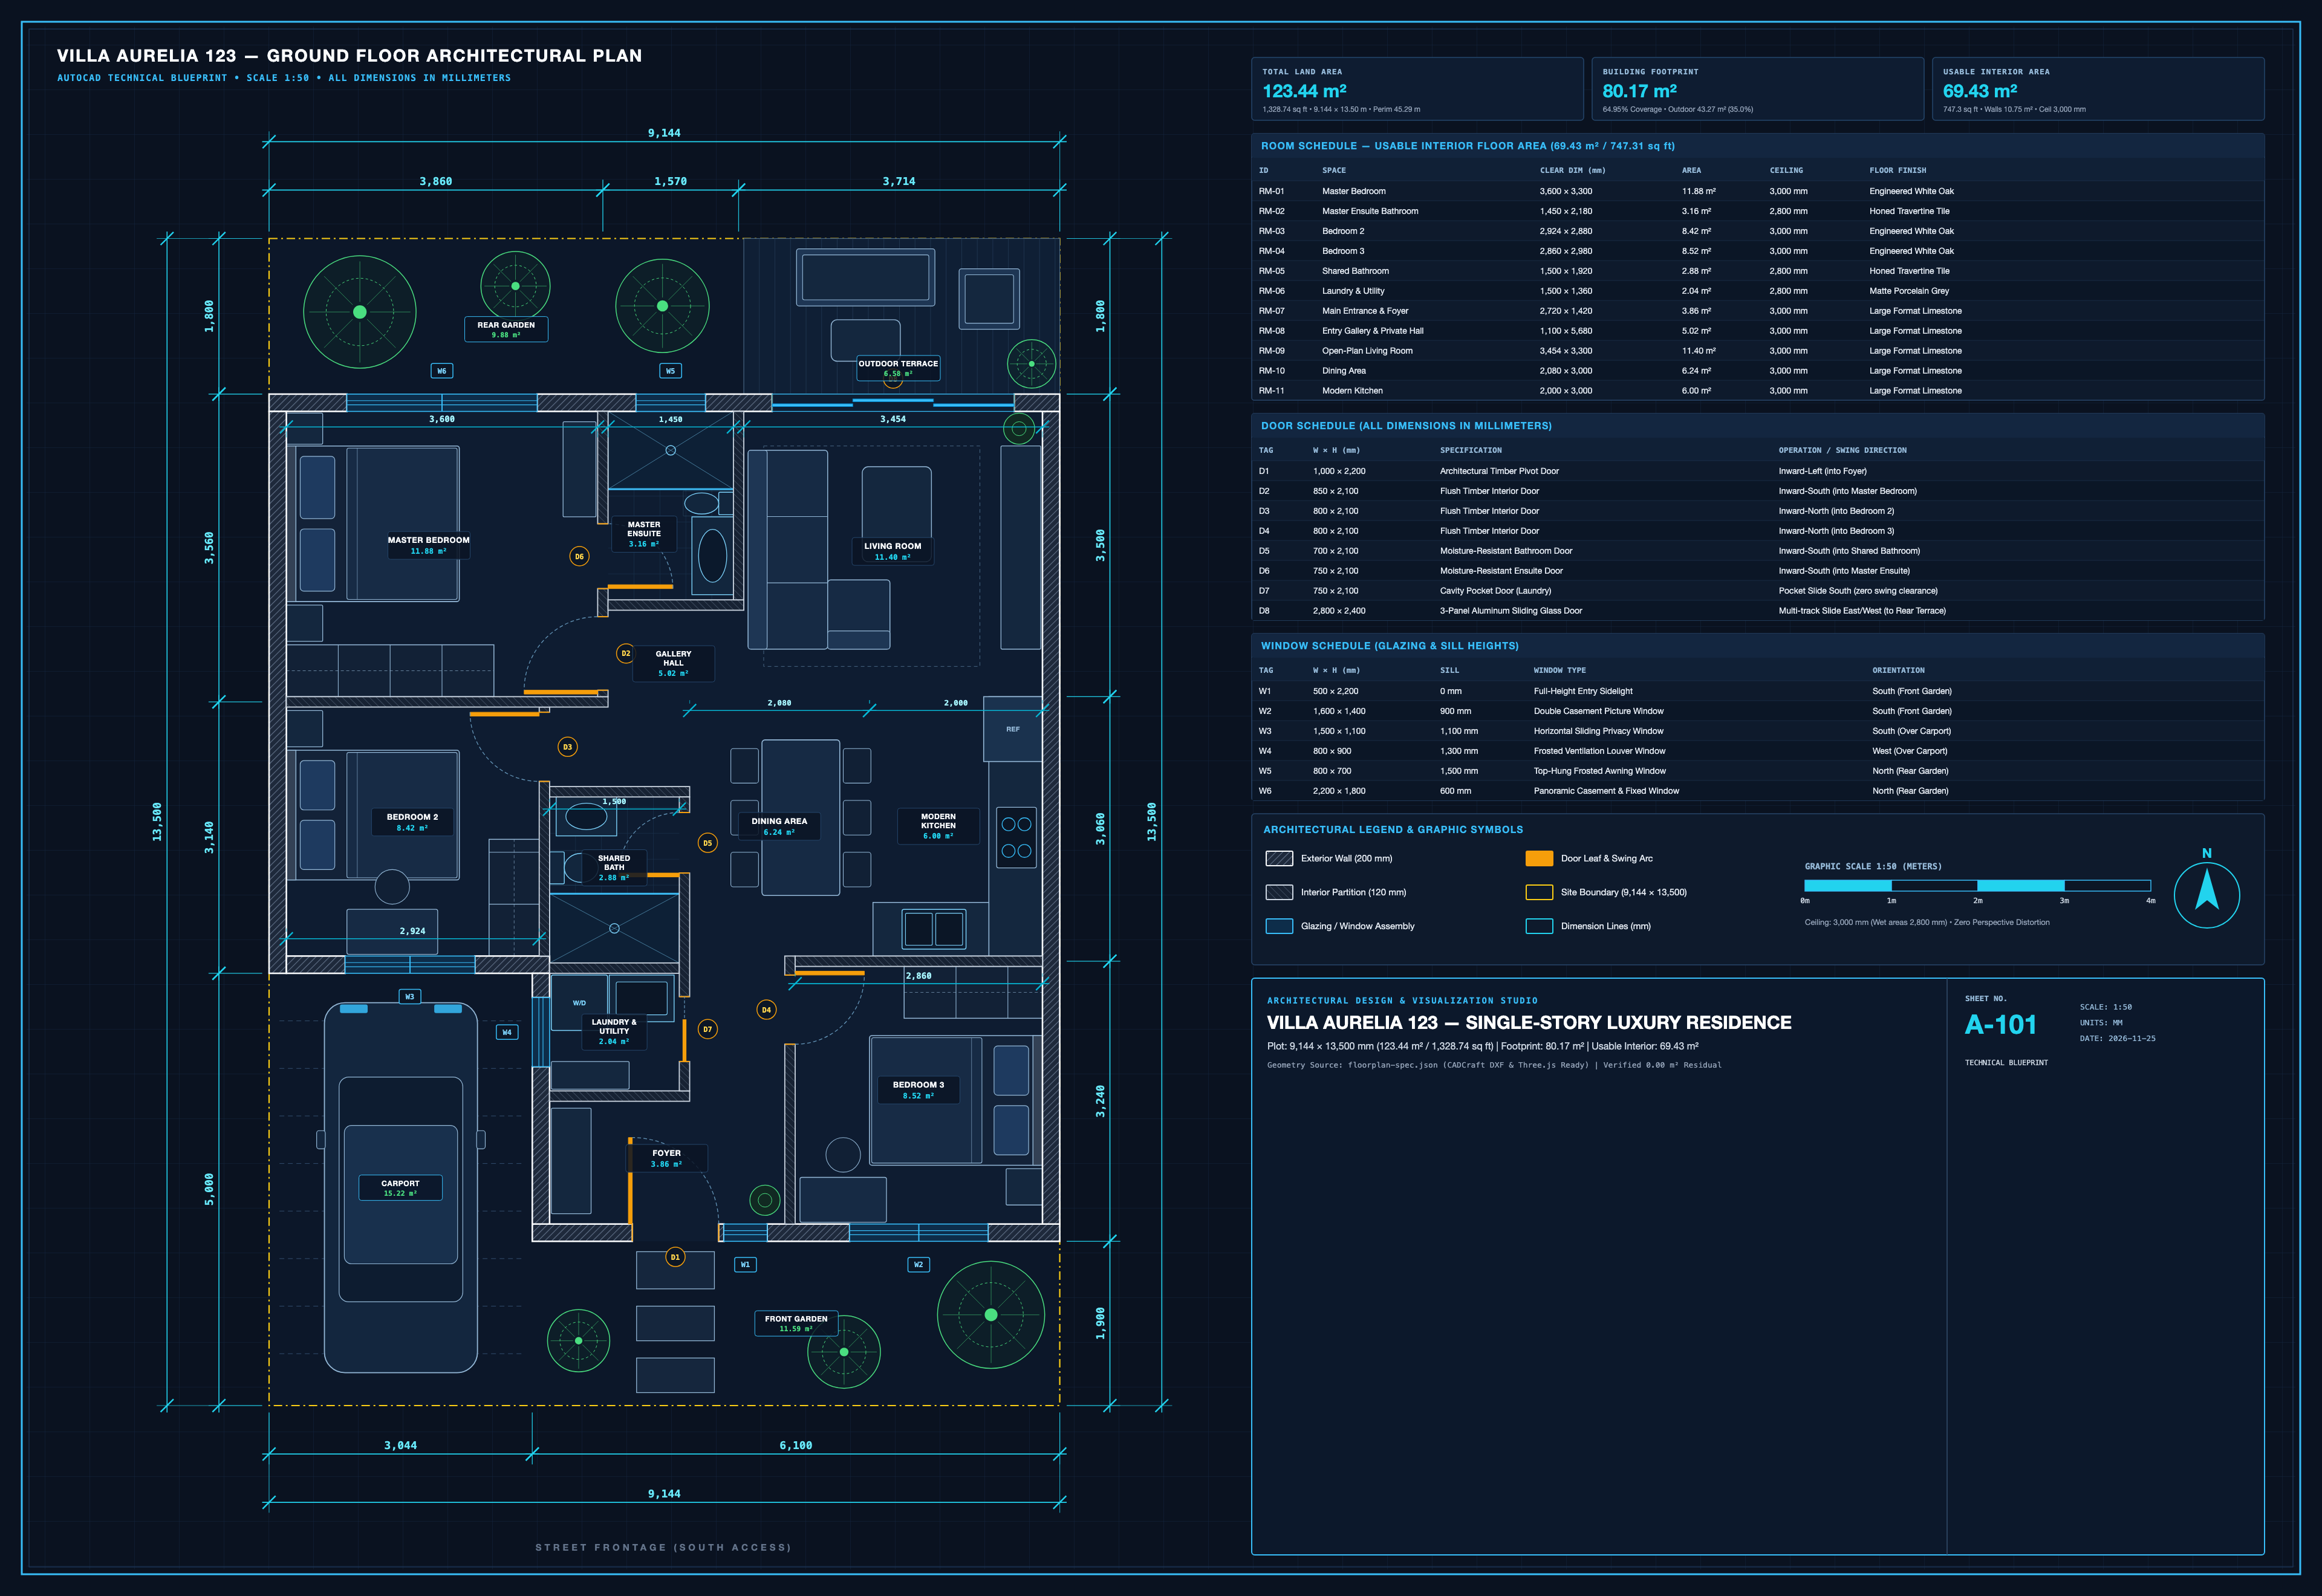 VILLA AURELIA 123 — GROUND FLOOR ARCHITECTURAL PLAN
AUTOCAD TECHNICAL BLUEPRINT • SCALE 1:50 • ALL DIMENSIONS IN MILLIMETERS
9,144
3,860 1,570 3,714
1,800
1,800
REAR GARDEN
9.88 m²
OUTDOOR TERRACE
6.58 m²
W6
W5
3,600
1,450
3,454
3,560
3,500
MASTER BEDROOM
11.88 m²
MASTER
ENSUITE
3.16 m²
LIVING ROOM
11.40 m²
D6
D2
GALLERY
HALL
5.02 m²
2,080
2,000
REF
D3
13,500
3,140
3,060
13,500
1,500
BEDROOM 2
8.42 m²
DINING AREA
6.24 m²
MODERN
KITCHEN
6.00 m²
D5
SHARED
BATH
2.88 m²
2,924
2,860
W3
W4
W/D
LAUNDRY &
UTILITY
2.04 m²
D7
D4
BEDROOM 3
8.52 m²
3,240
FOYER
3.86 m²
CARPORT
15.22 m²
5,000
D1
W1
W2
FRONT GARDEN
11.59 m²
1,900
3,044
6,100
9,144
STREET FRONTAGE (SOUTH ACCESS)
TOTAL LAND AREA
123.44 m²
1,328.74 sq ft • 9.144 × 13.50 m • Perim 45.29 m
BUILDING FOOTPRINT
80.17 m²
64.95% Coverage • Outdoor 43.27 m² (35.0%)
USABLE INTERIOR AREA
69.43 m²
747.3 sq ft • Walls 10.75 m² • Ceil 3,000 mm
ROOM SCHEDULE — USABLE INTERIOR FLOOR AREA (69.43 m² / 747.31 sq ft)
ID SPACE CLEAR DIM (mm) AREA CEILING FLOOR FINISH
RM-01 Master Bedroom 3,600 × 3,300 11.88 m² 3,000 mm Engineered White Oak
RM-02 Master Ensuite Bathroom 1,450 × 2,180 3.16 m² 2,800 mm Honed Travertine Tile
RM-03 Bedroom 2 2,924 × 2,880 8.42 m² 3,000 mm Engineered White Oak
RM-04 Bedroom 3 2,860 × 2,980 8.52 m² 3,000 mm Engineered White Oak
RM-05 Shared Bathroom 1,500 × 1,920 2.88 m² 2,800 mm Honed Travertine Tile
RM-06 Laundry & Utility 1,500 × 1,360 2.04 m² 2,800 mm Matte Porcelain Grey
RM-07 Main Entrance & Foyer 2,720 × 1,420 3.86 m² 3,000 mm Large Format Limestone
RM-08 Entry Gallery & Private Hall 1,100 × 5,680 5.02 m² 3,000 mm Large Format Limestone
RM-09 Open-Plan Living Room 3,454 × 3,300 11.40 m² 3,000 mm Large Format Limestone
RM-10 Dining Area 2,080 × 3,000 6.24 m² 3,000 mm Large Format Limestone
RM-11 Modern Kitchen 2,000 × 3,000 6.00 m² 3,000 mm Large Format Limestone
DOOR SCHEDULE (ALL DIMENSIONS IN MILLIMETERS)
TAG W × H (mm) SPECIFICATION OPERATION / SWING DIRECTION
D1 1,000 × 2,200 Architectural Timber Pivot Door Inward-Left (into Foyer)
D2 850 × 2,100 Flush Timber Interior Door Inward-South (into Master Bedroom)
D3 800 × 2,100 Flush Timber Interior Door Inward-North (into Bedroom 2)
D4 800 × 2,100 Flush Timber Interior Door Inward-North (into Bedroom 3)
D5 700 × 2,100 Moisture-Resistant Bathroom Door Inward-South (into Shared Bathroom)
D6 750 × 2,100 Moisture-Resistant Ensuite Door Inward-South (into Master Ensuite)
D7 750 × 2,100 Cavity Pocket Door (Laundry) Pocket Slide South (zero swing clearance)
D8 2,800 × 2,400 3-Panel Aluminum Sliding Glass Door Multi-track Slide East/West (to Rear Terrace)
WINDOW SCHEDULE (GLAZING & SILL HEIGHTS)
TAG W × H (mm) SILL WINDOW TYPE ORIENTATION
W1 500 × 2,200 0 mm Full-Height Entry Sidelight South (Front Garden)
W2 1,600 × 1,400 900 mm Double Casement Picture Window South (Front Garden)
W3 1,500 × 1,100 1,100 mm Horizontal Sliding Privacy Window South (Over Carport)
W4 800 × 900 1,300 mm Frosted Ventilation Louver Window West (Over Carport)
W5 800 × 700 1,500 mm Top-Hung Frosted Awning Window North (Rear Garden)
W6 2,200 × 1,800 600 mm Panoramic Casement & Fixed Window North (Rear Garden)
ARCHITECTURAL LEGEND & GRAPHIC SYMBOLS
Exterior Wall (200 mm)
Door Leaf & Swing Arc
Interior Partition (120 mm)
Site Boundary (9,144 × 13,500)
Glazing / Window Assembly
Dimension Lines (mm)
GRAPHIC SCALE 1:50 (METERS)
0m 1m 2m 3m 4m
Ceiling: 3,000 mm (Wet areas 2,800 mm) • Zero Perspective Distortion
N
ARCHITECTURAL DESIGN & VISUALIZATION STUDIO
VILLA AURELIA 123 — SINGLE-STORY LUXURY RESIDENCE
Plot: 9,144 × 13,500 mm (123.44 m² / 1,328.74 sq ft) | Footprint: 80.17 m² | Usable Interior: 69.43 m²
Geometry Source: floorplan-spec.json (CADCraft DXF & Three.js Ready) | Verified 0.00 m² Residual
SHEET NO.
A-101
TECHNICAL BLUEPRINT
SCALE: 1:50
UNITS: MM
DATE: 2026-11-25